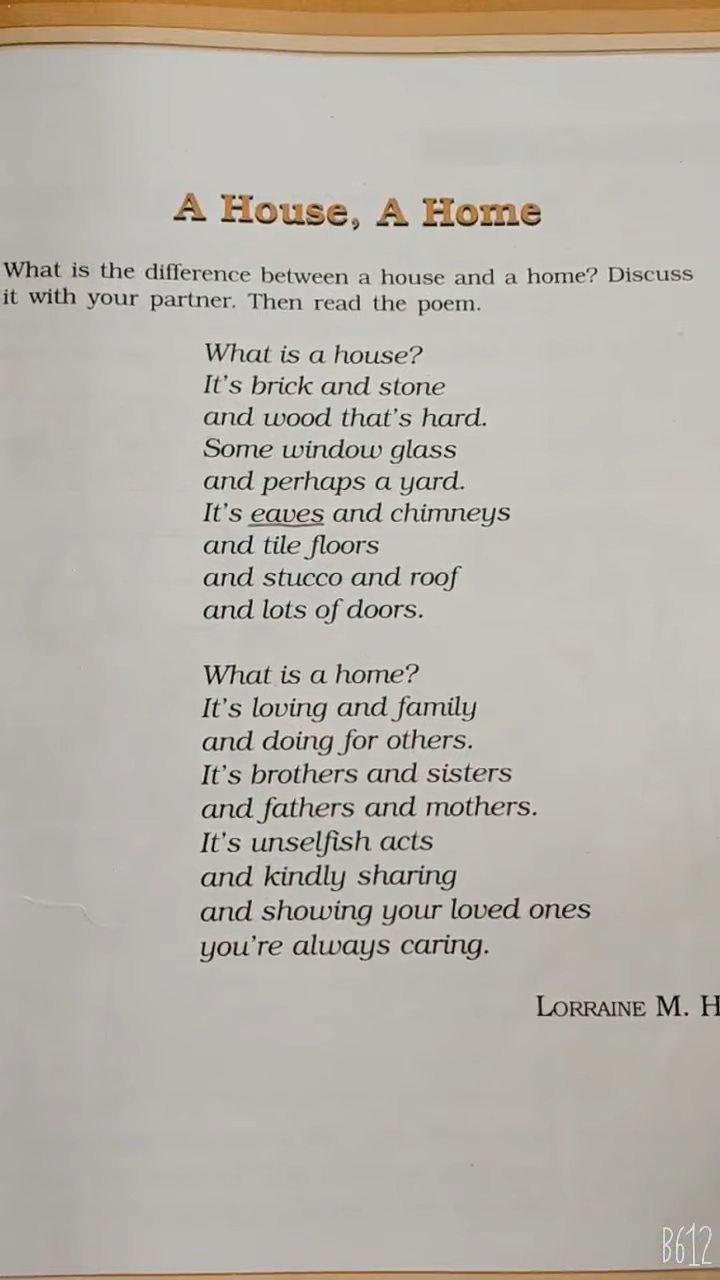 A House, A Home
What is the difference between a house and a home? Discuss
it with your partner. Then read the poem.
What is a house?
It's brick and stone
and wood that's hard.
Some window glass
and perhaps a yard.
It's eaves and chimneys
and tile floors
and stucco and roof
and lots of doors.
What is a home?
It's loving and family
and doing for others.
It's brothers and sisters
and fathers and mothers.
It's unselfish acts
and kindly sharing
and showing your loved ones
you're always caring.
LORRAINE M. H
B612